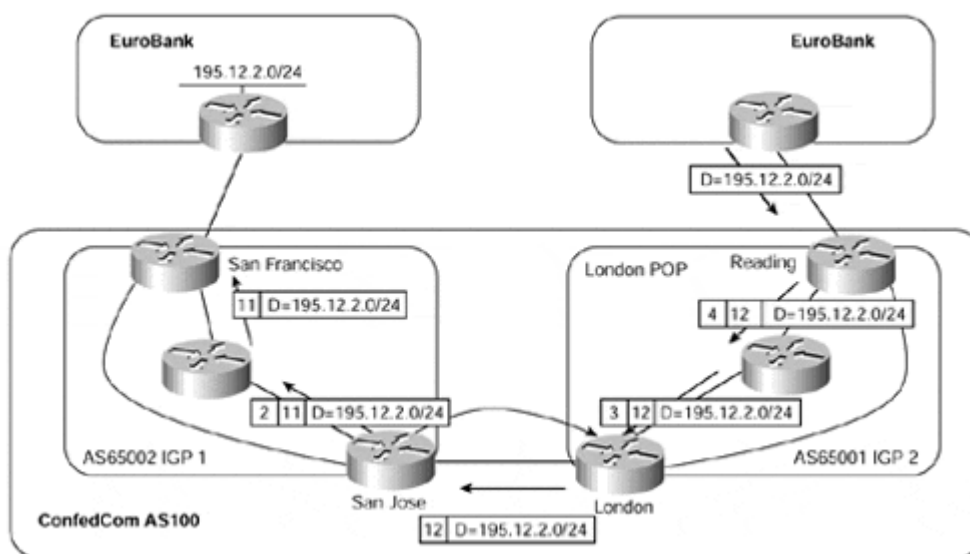 EuroBank
EuroBank
195.12.2.0/24
D=195.12.2.0/24
San Francisco
London POP
Reading
11 D=195.12.2.0/24
4 12 D=195.12.2.0/24
2 11 D=195.12.2.0/24
3 12 D=195.12.2.0/24
AS65002 IGP 1
AS65001 IGP 2
San Jose
London
ConfedCom AS100
12 D=195.12.2.0/24